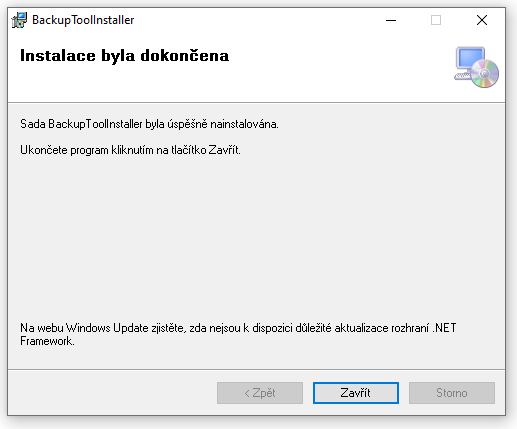 BackupToolInstaller
Instalace byla dokončena
Sada BackupToolInstaller byla úspěšně nainstalována.
Ukončete program kliknutím na tlačítko Zavřít.
Na webu Windows Update zjistěte, zda nejsou k dispozici důležité aktualizace rozhraní .NET
Framework.
< Zpět
Zavřít
Storno